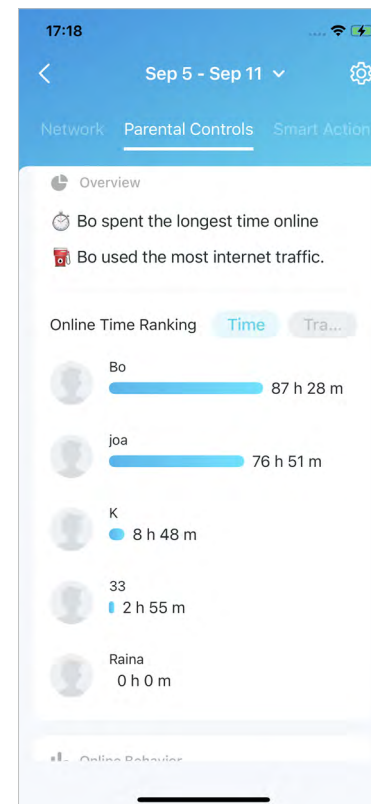 17:18
Sep 5 - Sep 11
Network Parental Controls Smart Action
Overview
Bo spent the longest time online
Bo used the most internet traffic.
Online Time Ranking Time Tra...
Bo
87 h 28 m
joa
76 h 51 m
K
8 h 48 m
33
2 h 55 m
Raina
0 h 0 m
Online Behavior